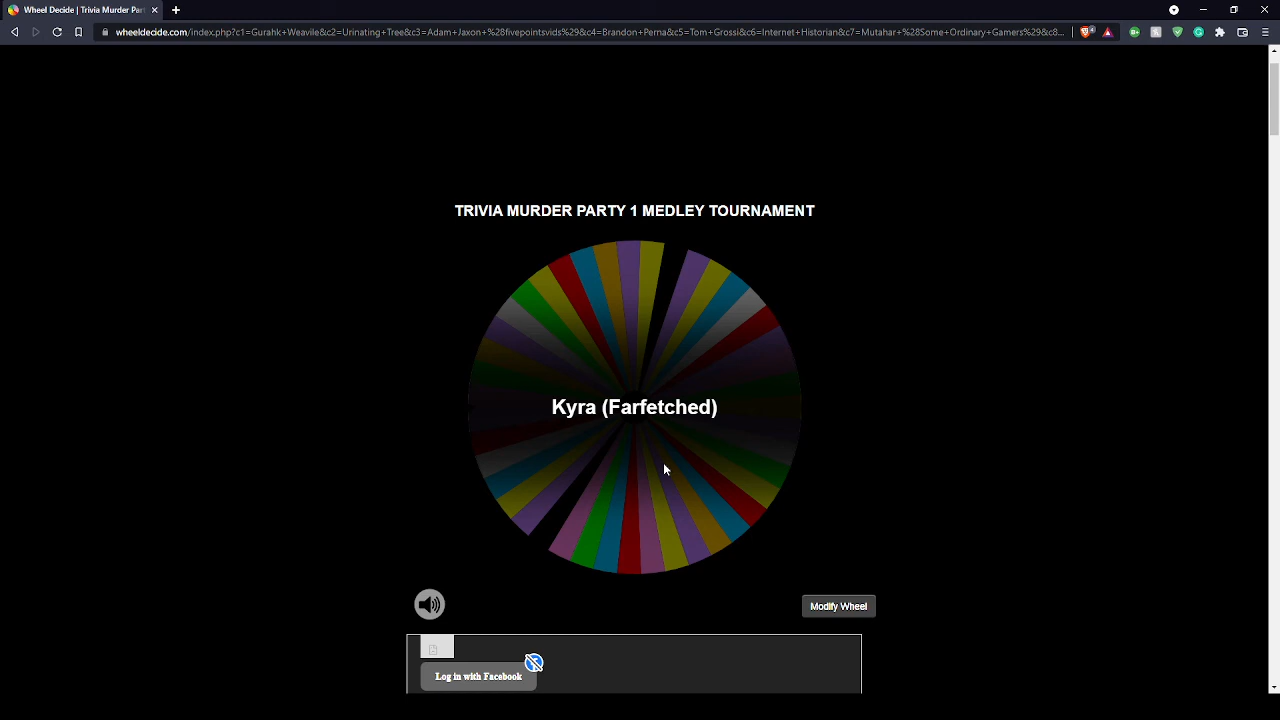 Wheel Decide | Trivia Murder Par
wheeldecide.com/index.php?c1=Gurahk+Weavile&c2=Urinating+Tree&c3=Adam+Jaxon+%28fivepointsvids%29&c4=Brandon+Perna&c5=Tom+Grossi&c6=Internet+Historian&c7=Mutahar+%28Some+Ordinary+Gamers%29&c8...
TRIVIA MURDER PARTY 1 MEDLEY TOURNAMENT
Kyra (Farfetched)
Modify Wheel
Log in with Facebook